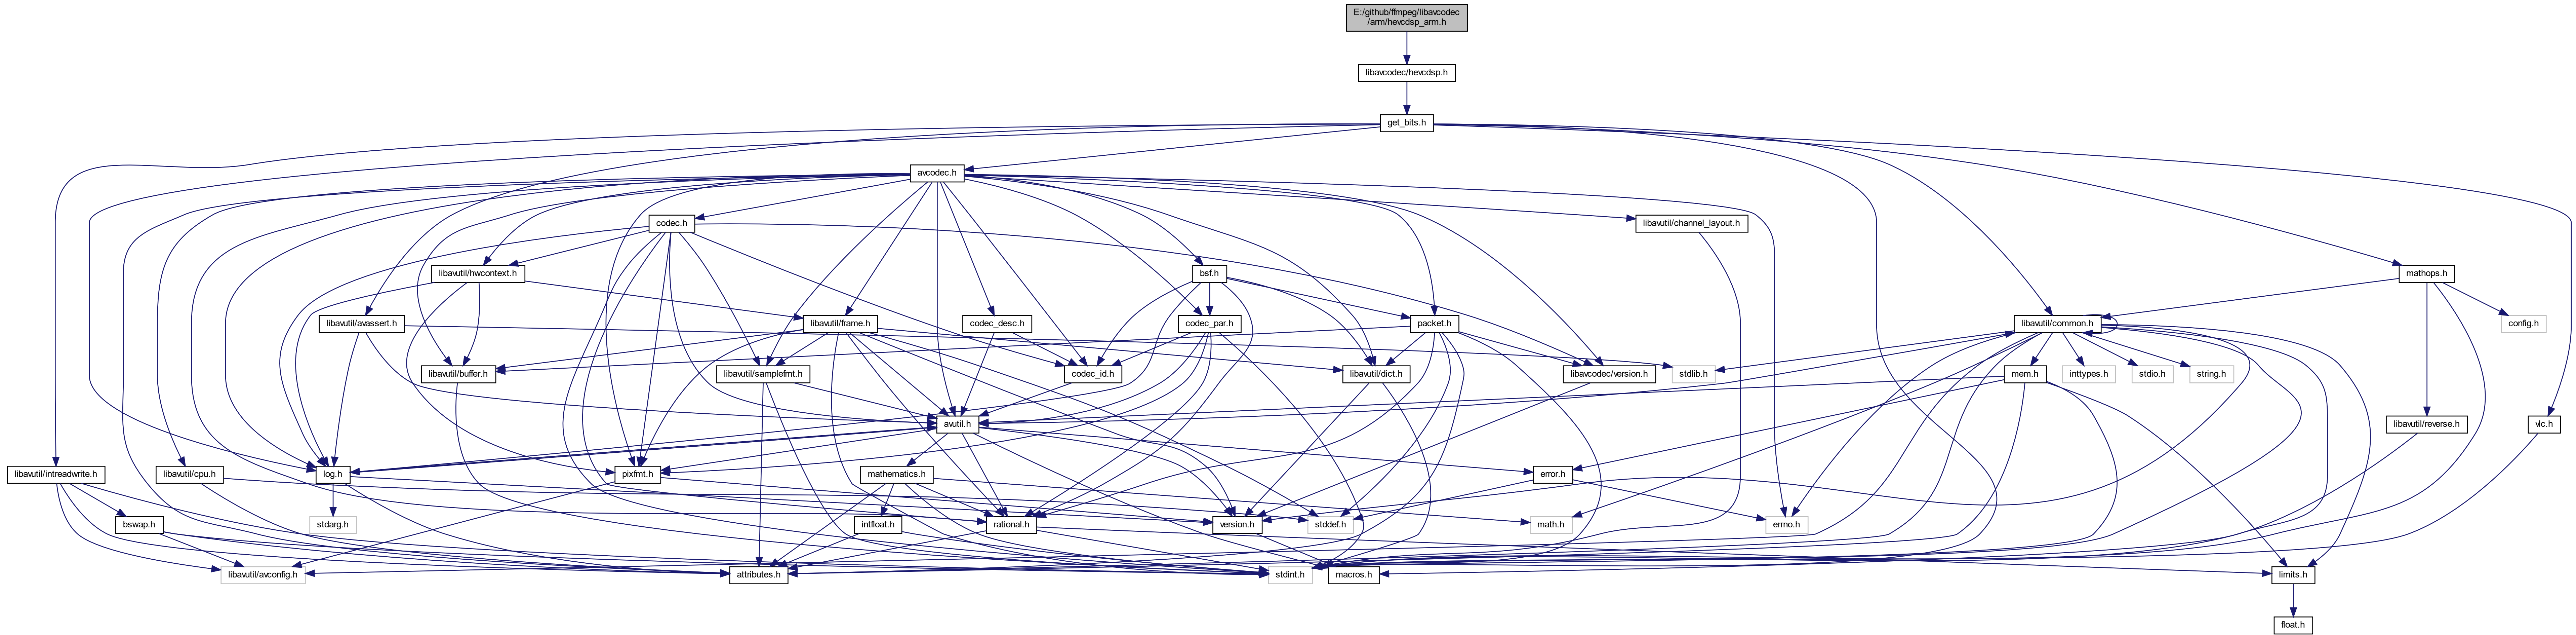 E:/github/ffmpeg/libavcodec
/arm/hevcdsp_arm.h
libavcodec/hevcdsp.h
get_bits.h
avcodec.h
codec.h
libavutil/channel_layout.h
libavutil/hwcontext.h
bsf.h
mathops.h
libavutil/avassert.h
libavutil/frame.h
codec_desc.h
codec_par.h
packet.h
libavutil/common.h
config.h
libavutil/buffer.h
libavutil/samplefmt.h
codec_id.h
libavutil/dict.h
libavcodec/version.h
stdlib.h
mem.h
inttypes.h
stdio.h
string.h
avutil.h
libavutil/reverse.h
vlc.h
libavutil/intreadwrite.h
libavutil/cpu.h
log.h
pixfmt.h
mathematics.h
error.h
bswap.h
stdarg.h
intfloat.h
rational.h
version.h
stddef.h
math.h
errno.h
libavutil/avconfig.h
attributes.h
stdint.h
macros.h
limits.h
float.h